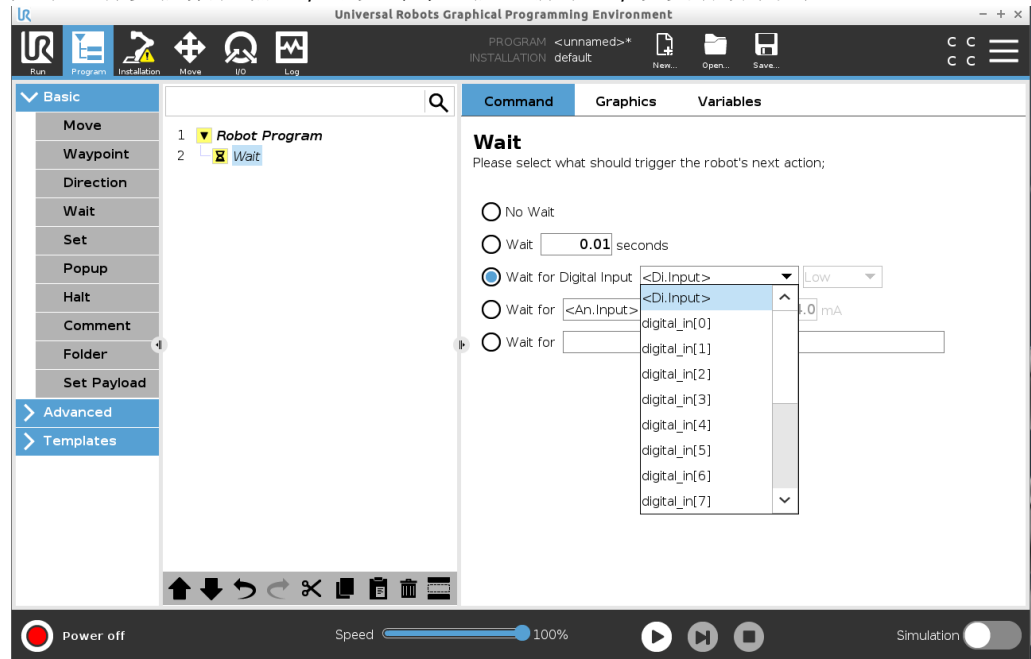 Universal Robots Graphical Programming Environment
PROGRAM <unnamed>*
INSTALLATION default
Run
Program
Installation
Move
I/O
Log
New...
Open...
Save...
C C
C C
Basic
Move
Waypoint
Direction
Wait
Set
Popup
Halt
Comment
Folder
Set Payload
Advanced
Templates
1 Robot Program
2 Wait
Command Graphics Variables
Wait
Please select what should trigger the robot's next action;
No Wait
Wait 0.01 seconds
Wait for Digital Input <Di.Input> Low
Wait for <An.Input> .0 mA
Wait for
<Di.Input>
digital_in[0]
digital_in[1]
digital_in[2]
digital_in[3]
digital_in[4]
digital_in[5]
digital_in[6]
digital_in[7]
Power off
Speed 100%
Simulation